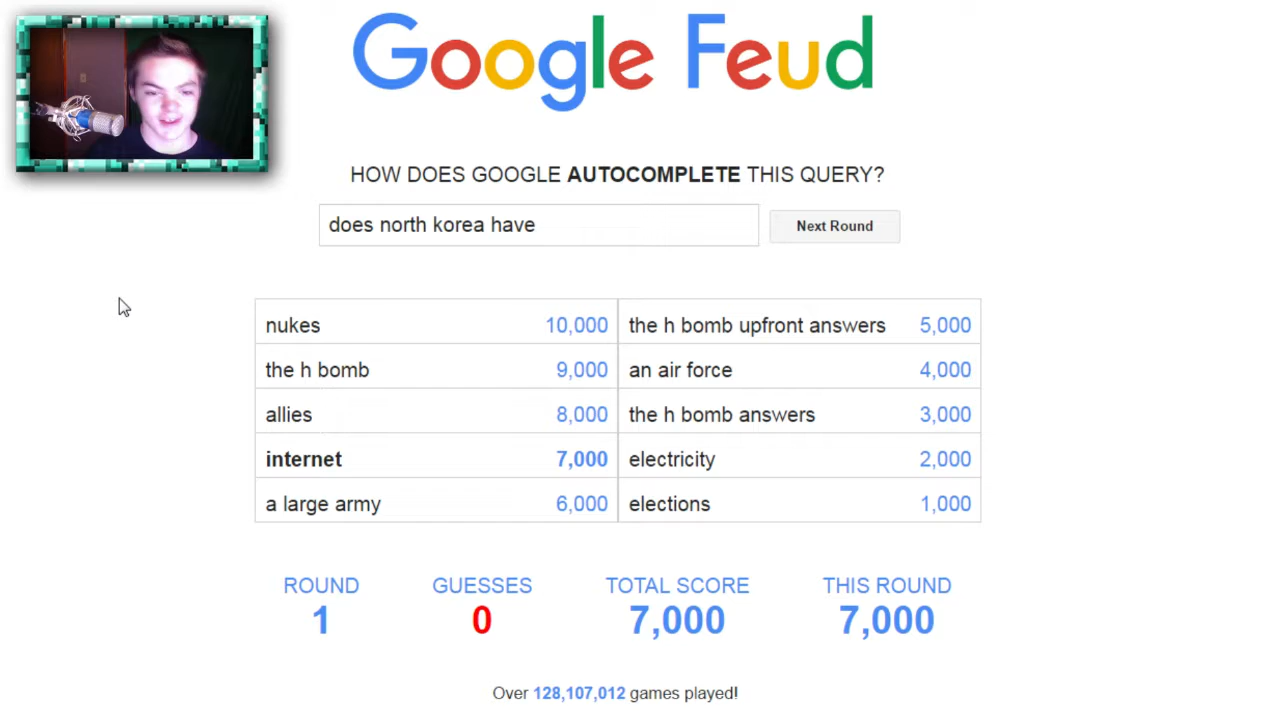 Google Feud
HOW DOES GOOGLE AUTOCOMPLETE THIS QUERY?
does north korea have
Next Round
nukes 10,000 the h bomb upfront answers 5,000
the h bomb 9,000 an air force 4,000
allies 8,000 the h bomb answers 3,000
internet 7,000 electricity 2,000
a large army 6,000 elections 1,000
ROUND GUESSES TOTAL SCORE THIS ROUND
1 0 7,000 7,000
Over 128,107,012 games played!